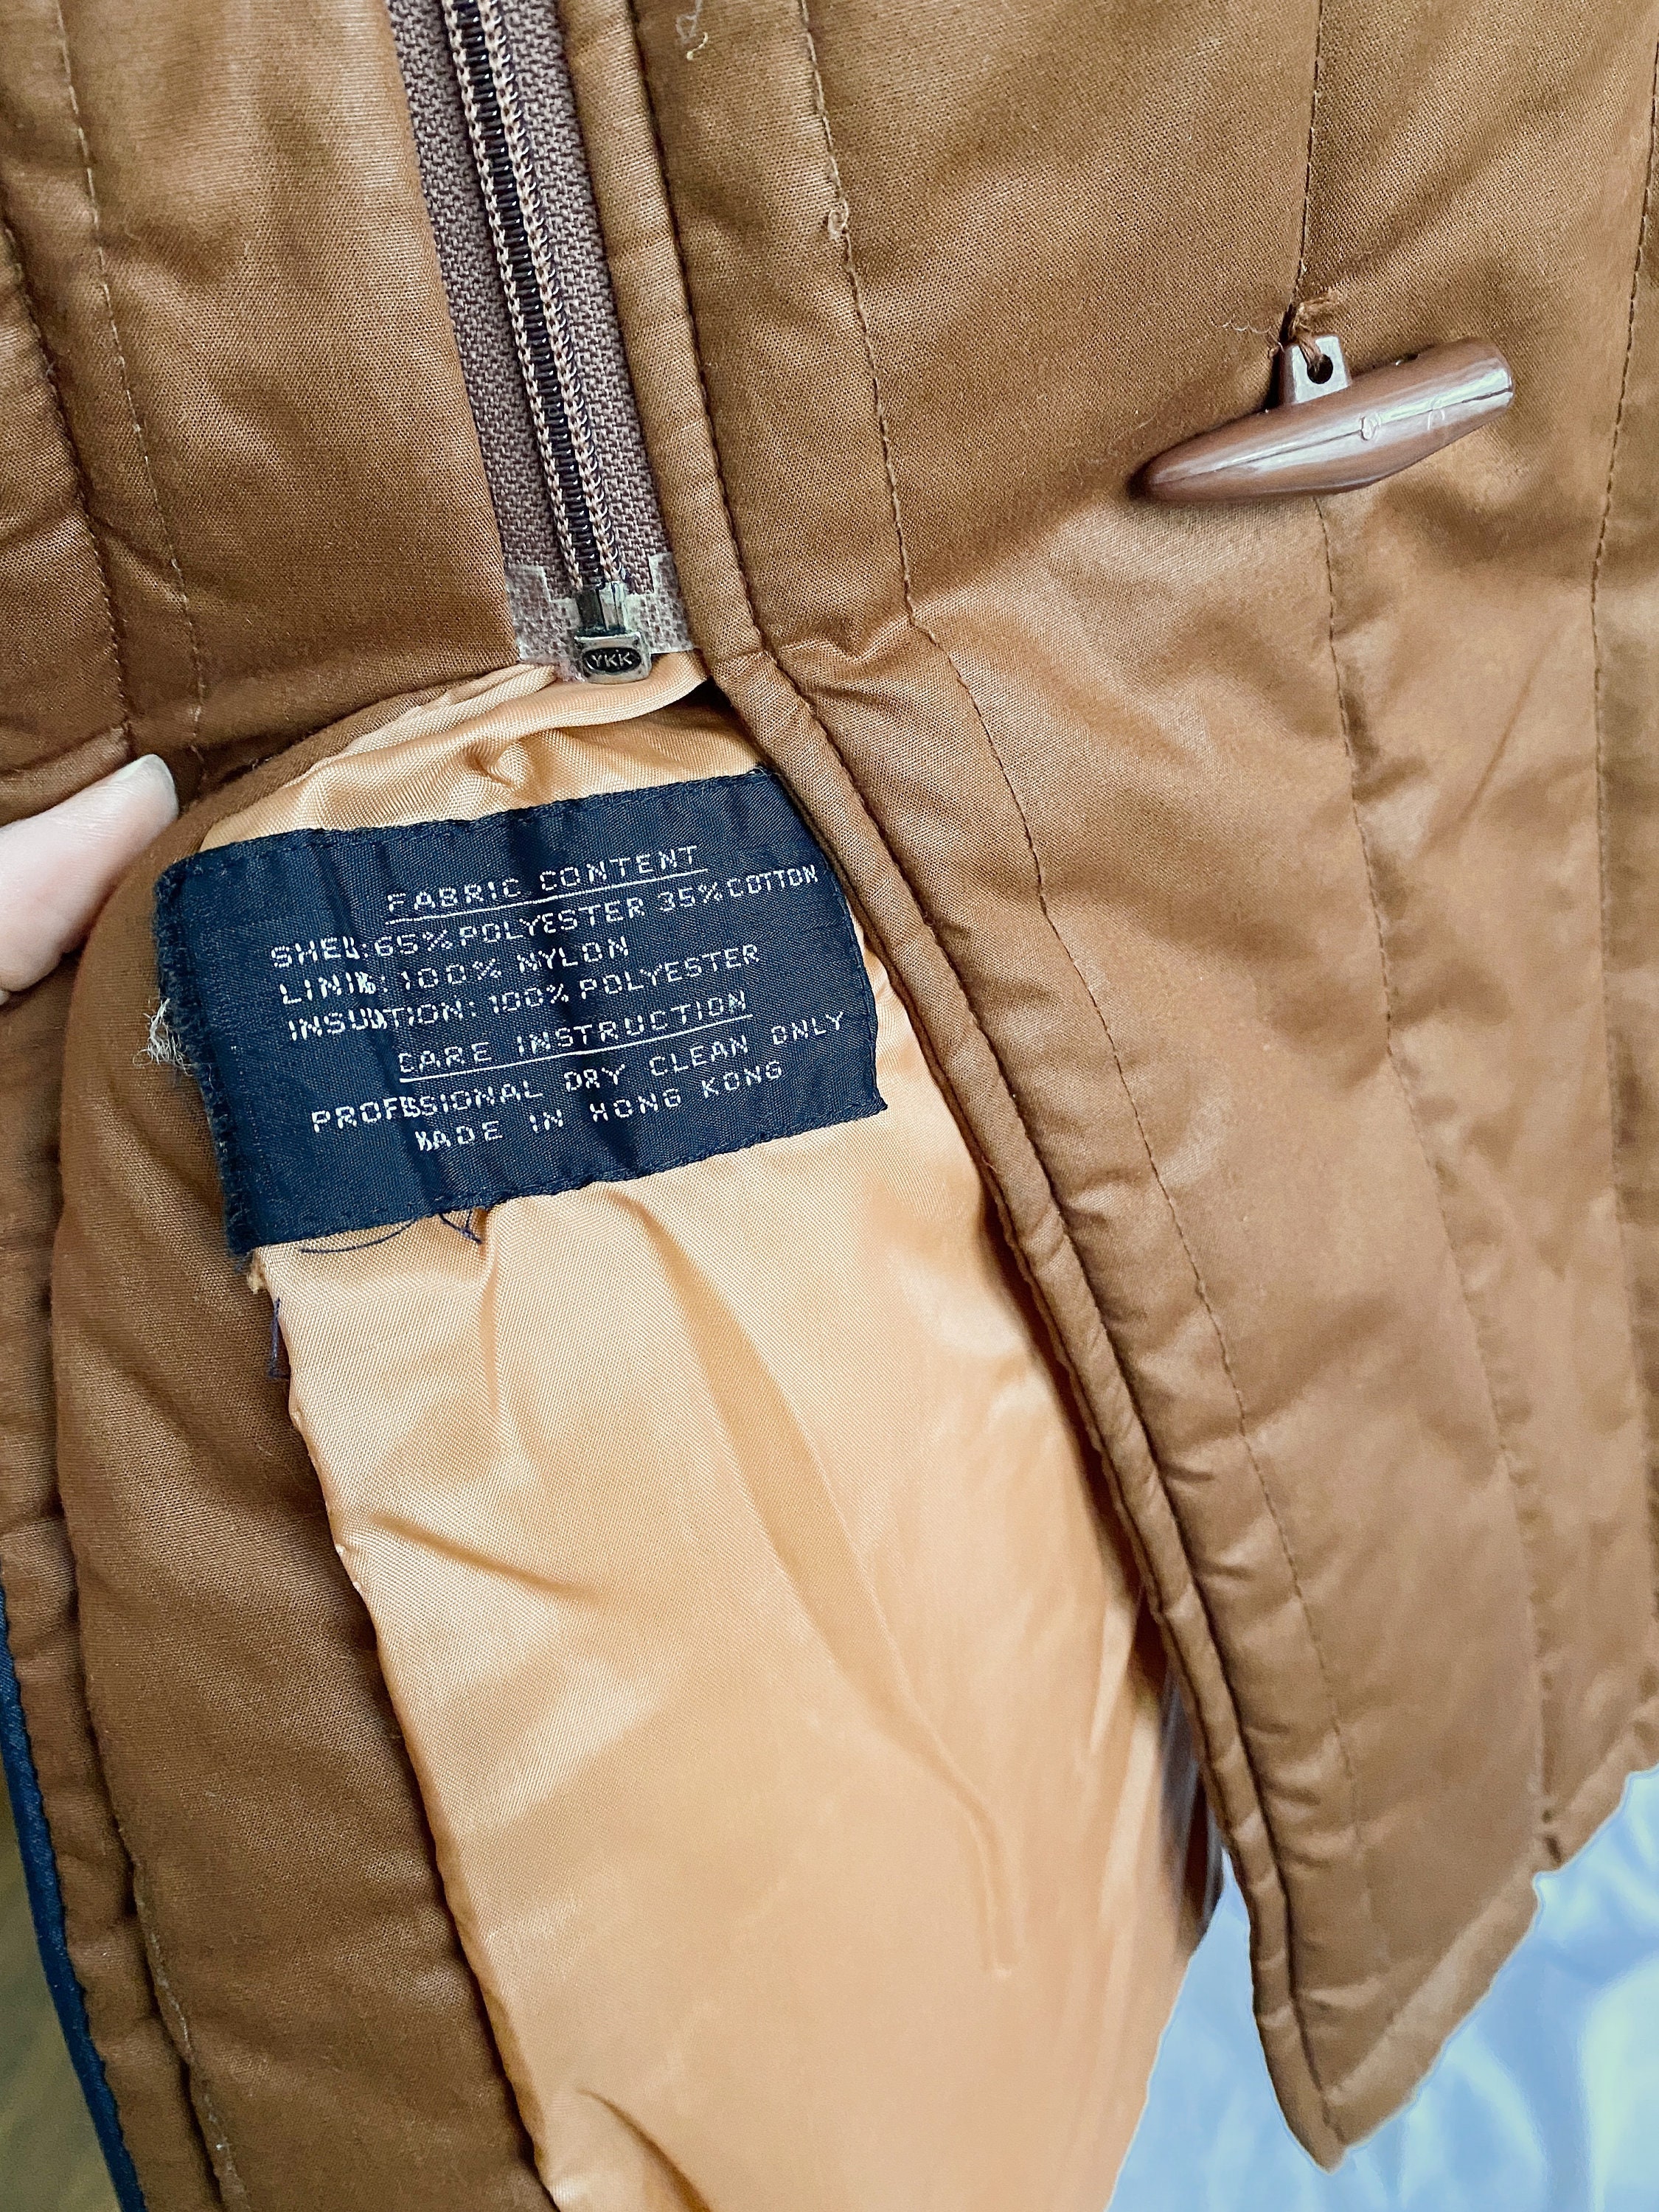 YKK
FABRIC CONTENT
SHELL:65% POLYESTER 35% COTTON
LINING:100% NYLON
INSULATION: 100% POLYESTER
CARE INSTRUCTION
PROFESSIONAL DRY CLEAN ONLY
MADE IN HONG KONG